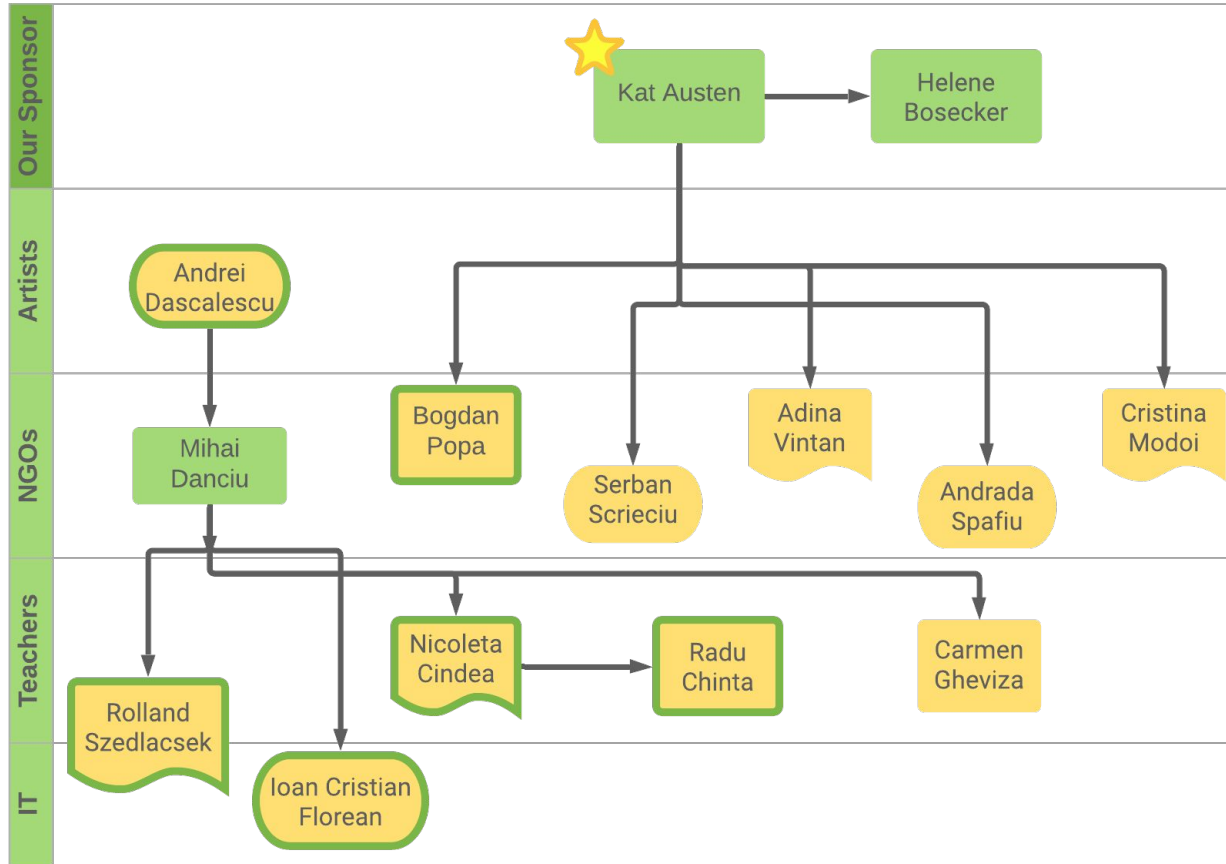 Our Sponsor
Kat Austen
Helene
Bosecker
Artists
Andrei
Dascalescu
NGOs
Mihai
Danciu
Bogdan
Popa
Serban
Scrieciu
Adina
Vintan
Andrada
Spafiu
Cristina
Modoi
Teachers
Rolland
Szedlacsek
Nicoleta
Cindea
Radu
Chinta
Carmen
Gheviza
IT
Ioan Cristian
Florean